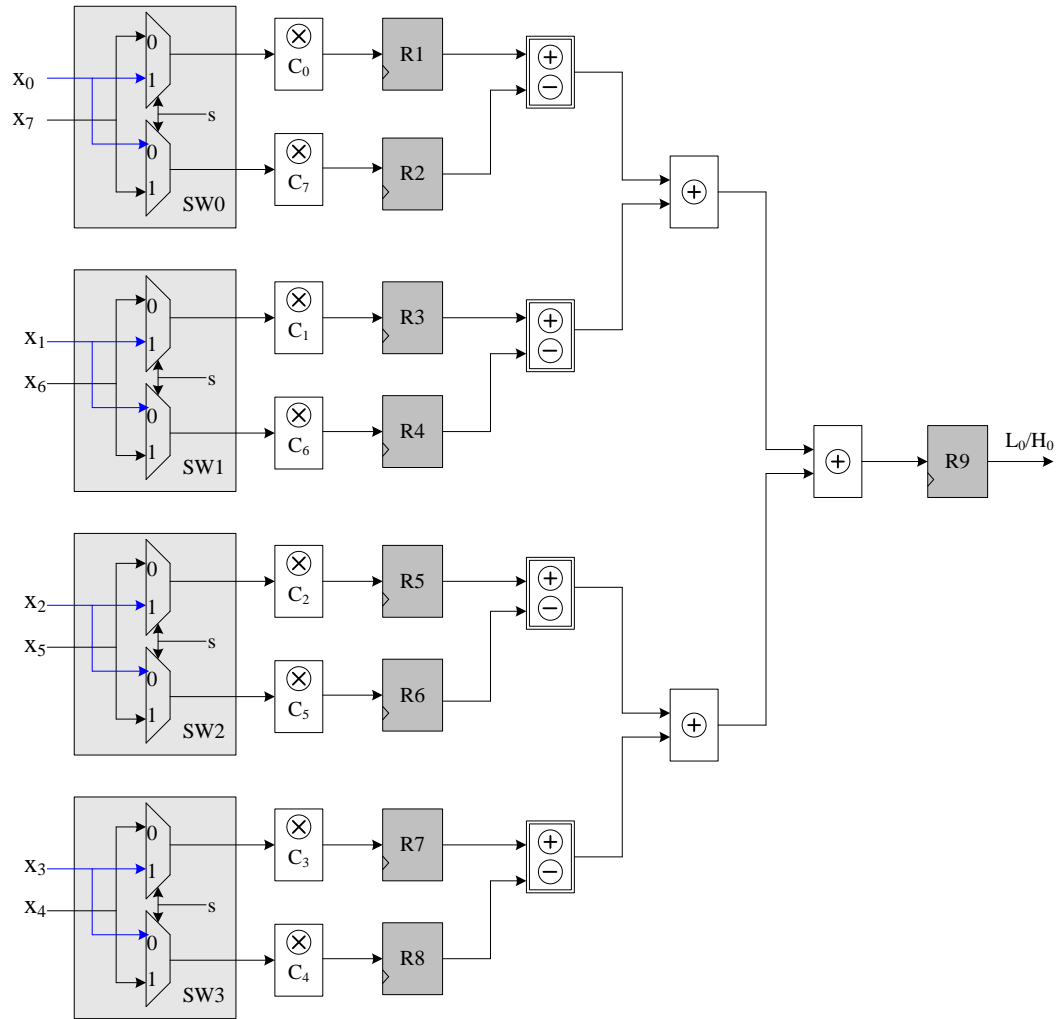 0
C₀
R1
x₀
1
x₇
s
0
C₇
R2
1
SW0
0
C₁
R3
x₁
1
x₆
s
0
C₆
R4
1
SW1
L₀/H₀
R9
0
C₂
R5
x₂
1
x₅
s
0
C₅
R6
1
SW2
0
C₃
R7
x₃
1
x₄
s
0
C₄
R8
1
SW3